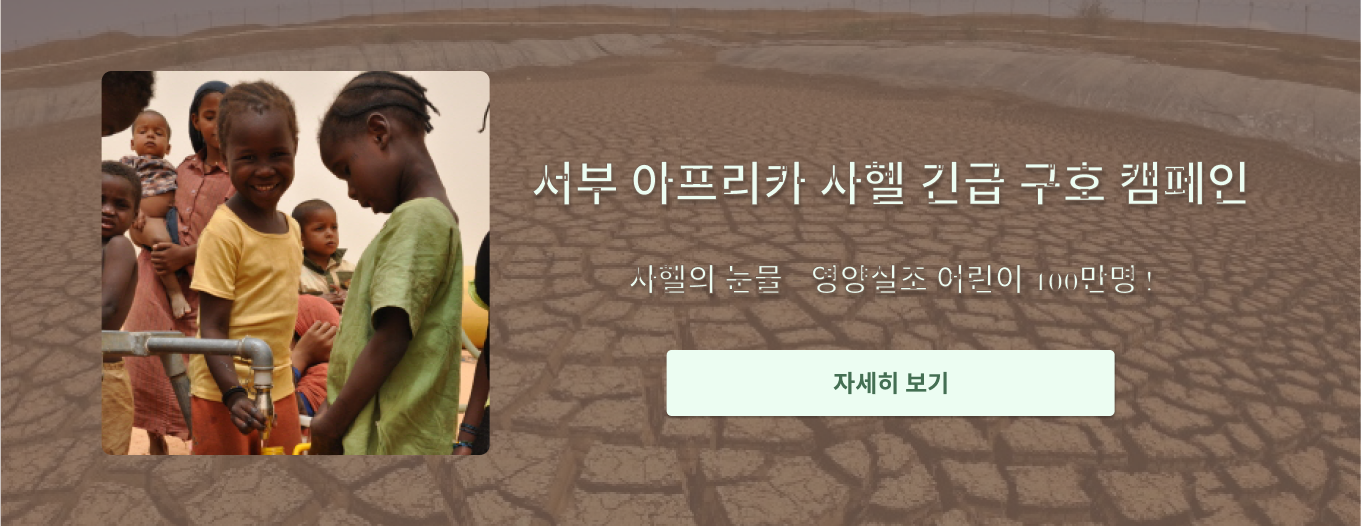 서부 아프리카 사헬 긴급 구호 캠페인
사헬의 눈물 영양실조 어린이 100만명 !
자세히 보기